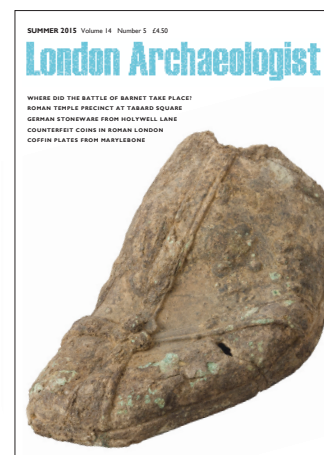 SUMMER 2015 Volume 14 Number 5 £4.50
London Archaeologist
WHERE DID THE BATTLE OF BARNET TAKE PLACE?
ROMAN TEMPLE PRECINCT AT TABARD SQUARE
GERMAN STONEWARE FROM HOLYWELL LANE
COUNTERFEIT COINS IN ROMAN LONDON
COFFIN PLATES FROM MARYLEBONE